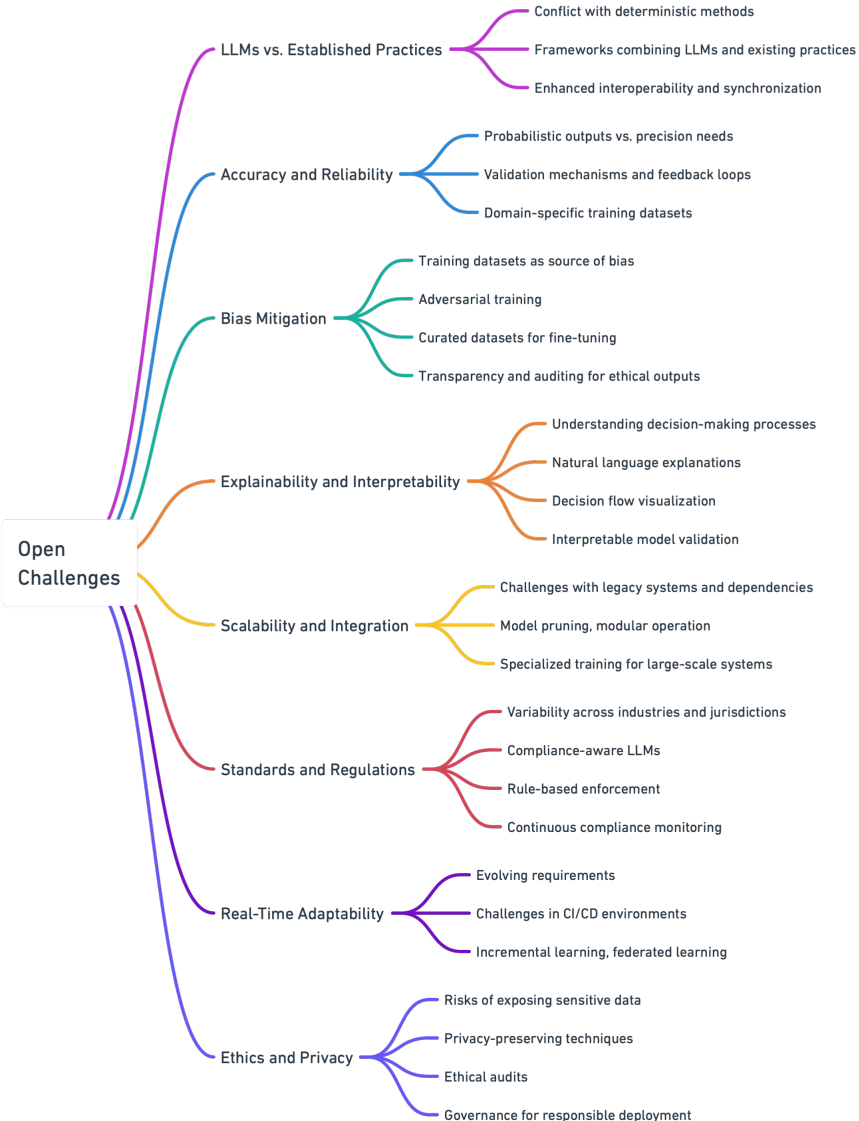 Open
Challenges
LLMs vs. Established Practices
Conflict with deterministic methods
Frameworks combining LLMs and existing practices
Enhanced interoperability and synchronization
Accuracy and Reliability
Probabilistic outputs vs. precision needs
Validation mechanisms and feedback loops
Domain-specific training datasets
Bias Mitigation
Training datasets as source of bias
Adversarial training
Curated datasets for fine-tuning
Transparency and auditing for ethical outputs
Explainability and Interpretability
Understanding decision-making processes
Natural language explanations
Decision flow visualization
Interpretable model validation
Scalability and Integration
Challenges with legacy systems and dependencies
Model pruning, modular operation
Specialized training for large-scale systems
Standards and Regulations
Variability across industries and jurisdictions
Compliance-aware LLMs
Rule-based enforcement
Continuous compliance monitoring
Real-Time Adaptability
Evolving requirements
Challenges in CI/CD environments
Incremental learning, federated learning
Ethics and Privacy
Risks of exposing sensitive data
Privacy-preserving techniques
Ethical audits
Governance for responsible deployment